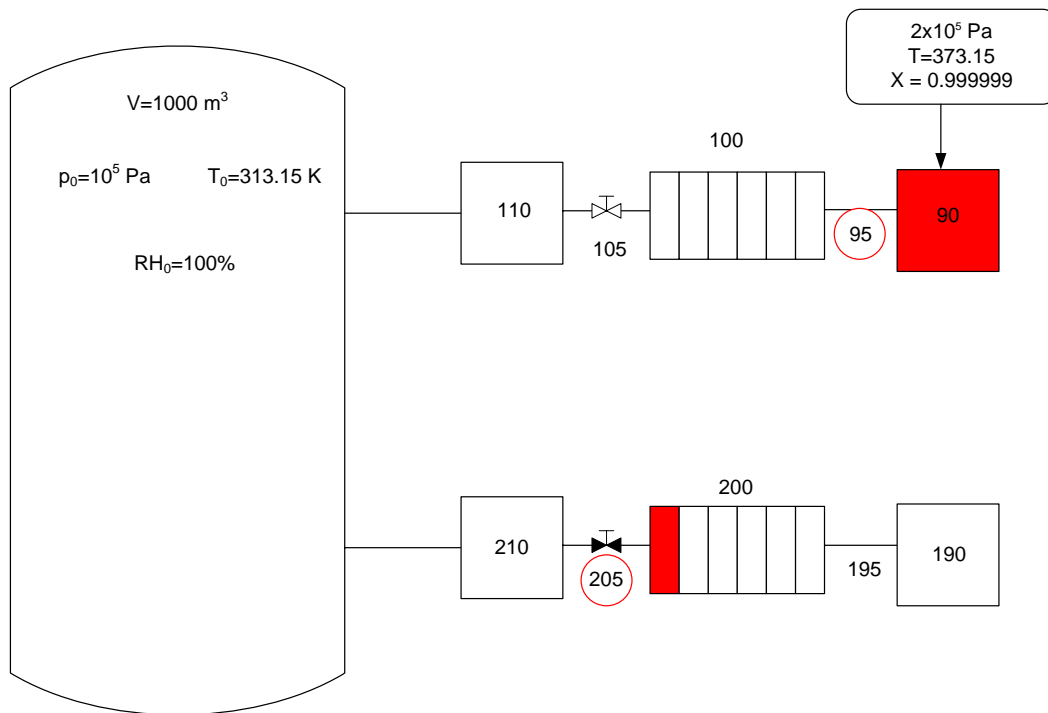 2x10⁵ Pa
T=373.15
X = 0.999999
V=1000 m³
p₀=10⁵ Pa T₀=313.15 K
RH₀=100%
100
110
90
95
105
200
210
190
195
205